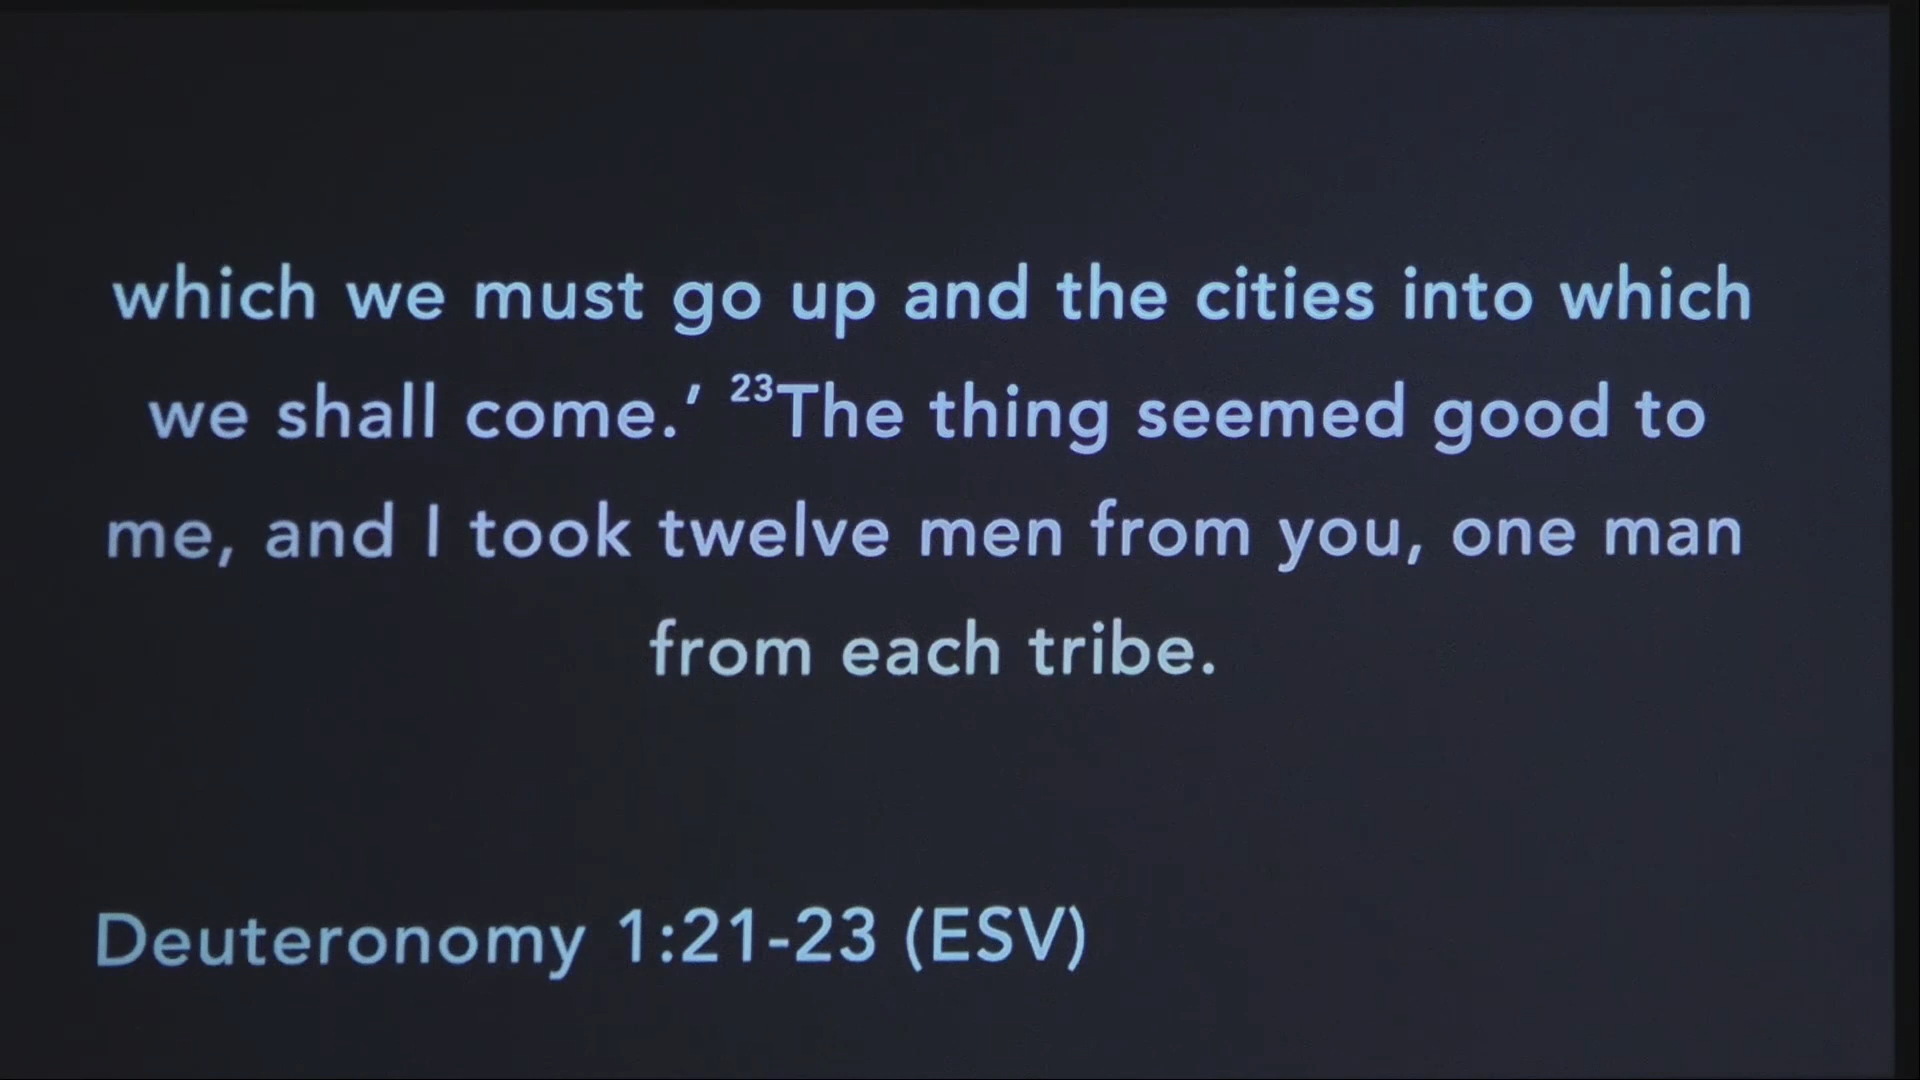 which we must go up and the cities into which
we shall come.’ ²³The thing seemed good to
me, and I took twelve men from you, one man
from each tribe.
Deuteronomy 1:21-23 (ESV)